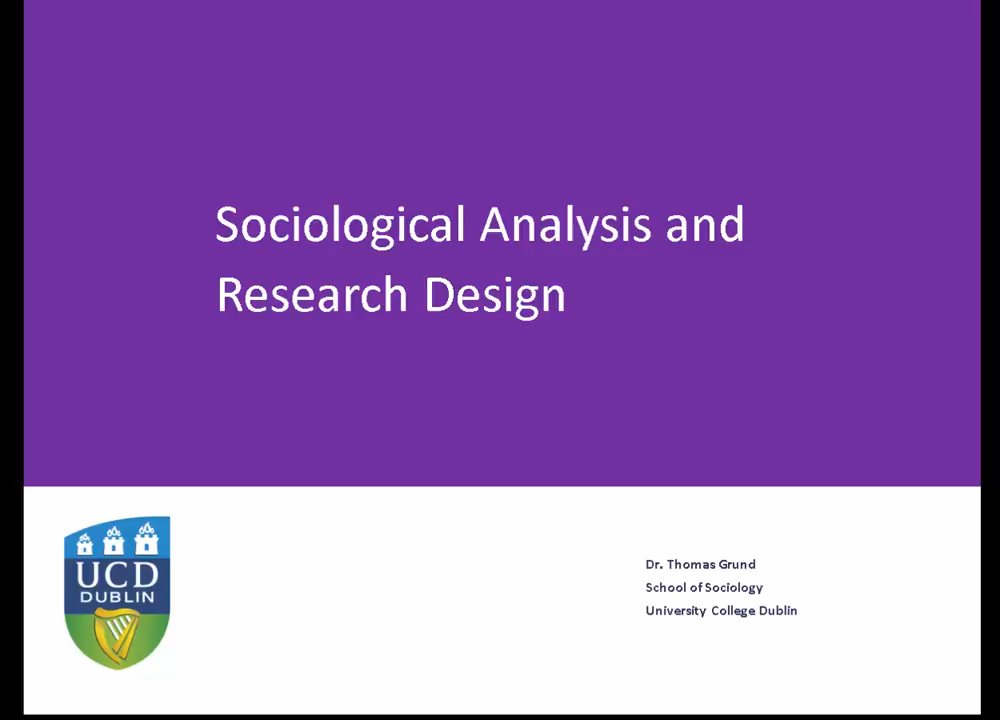 Sociological Analysis and
Research Design
UCD
DUBLIN
Dr. Thomas Grund
School of Sociology
University College Dublin